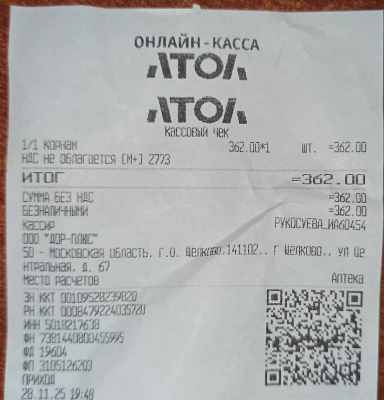 ОНЛАЙН-КАССА
АТОЛ
АТОЛ
Кассовый чек
1/1 Корнам 362.00*1 шт. =362.00
НДС не облагается [М+] 2773
ИТОГ =362.00
СУММА БЕЗ НДС =362.00
БЕЗНАЛИЧНЫМИ =362.00
Кассир РУКОСУЕВА_ИА60454
ООО "ДОР-ПЛЮС"
50 - Московская область, Г.О. Щелково,141102,, г Щелково,, ул Це
нтральная, д. 67
Место расчетов Аптека
ЗН ККТ 00109528239820
РН ККТ 0008479224035720
ИНН 5018217638
ФН 7381440800455995
ФД 19604
ФП 3105126203
ПРИХОД
28.11.25 19:48